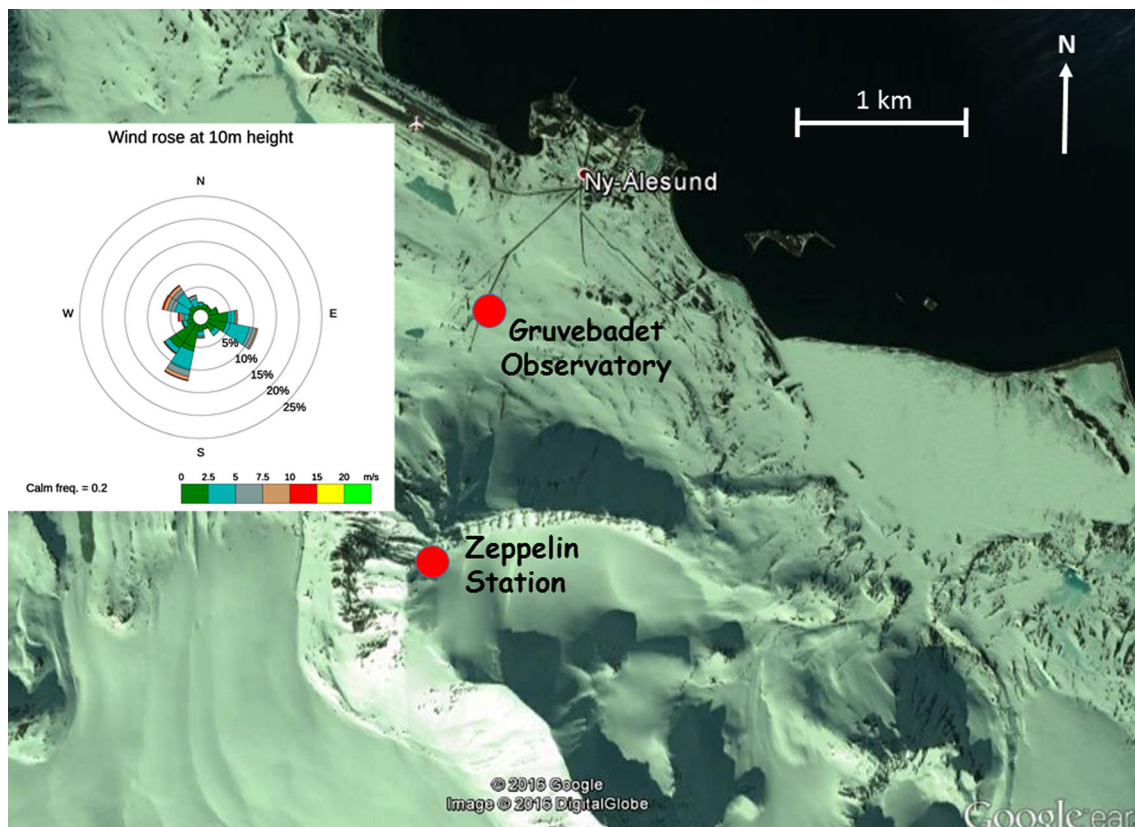 N
1 km
Wind rose at 10m height
N
W
E
S
5%
10%
15%
20%
25%
Calm freq. = 0.2
0 2.5 5 7.5 10 15 20 m/s
Ny-Ålesund
Gruvebadet
Observatory
Zeppelin
Station
© 2016 Google
Image © 2016 DigitalGlobe
Google ear